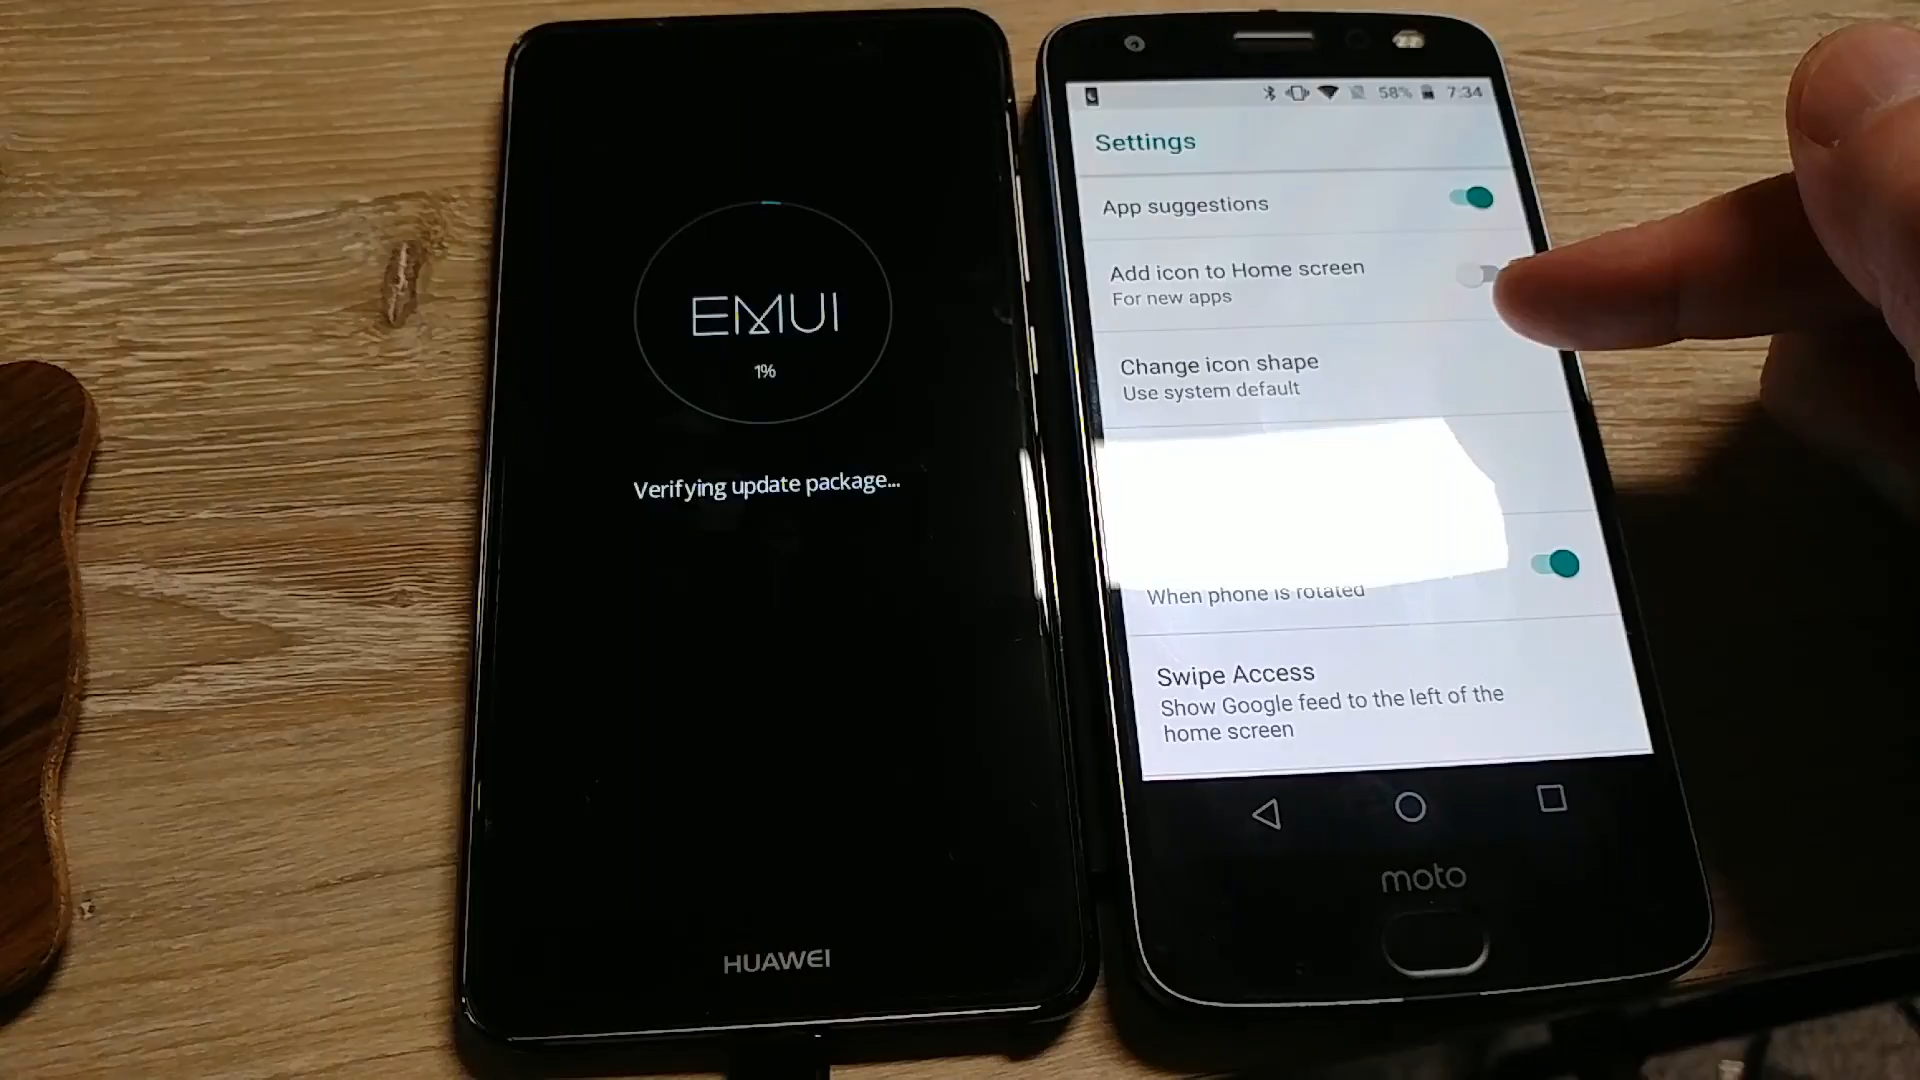 EMUI
1%
Verifying update package...
HUAWEI
58% 7:34
Settings
App suggestions
Add icon to Home screen
For new apps
Change icon shape
Use system default
When phone is rotated
Swipe Access
Show Google feed to the left of the
home screen
moto